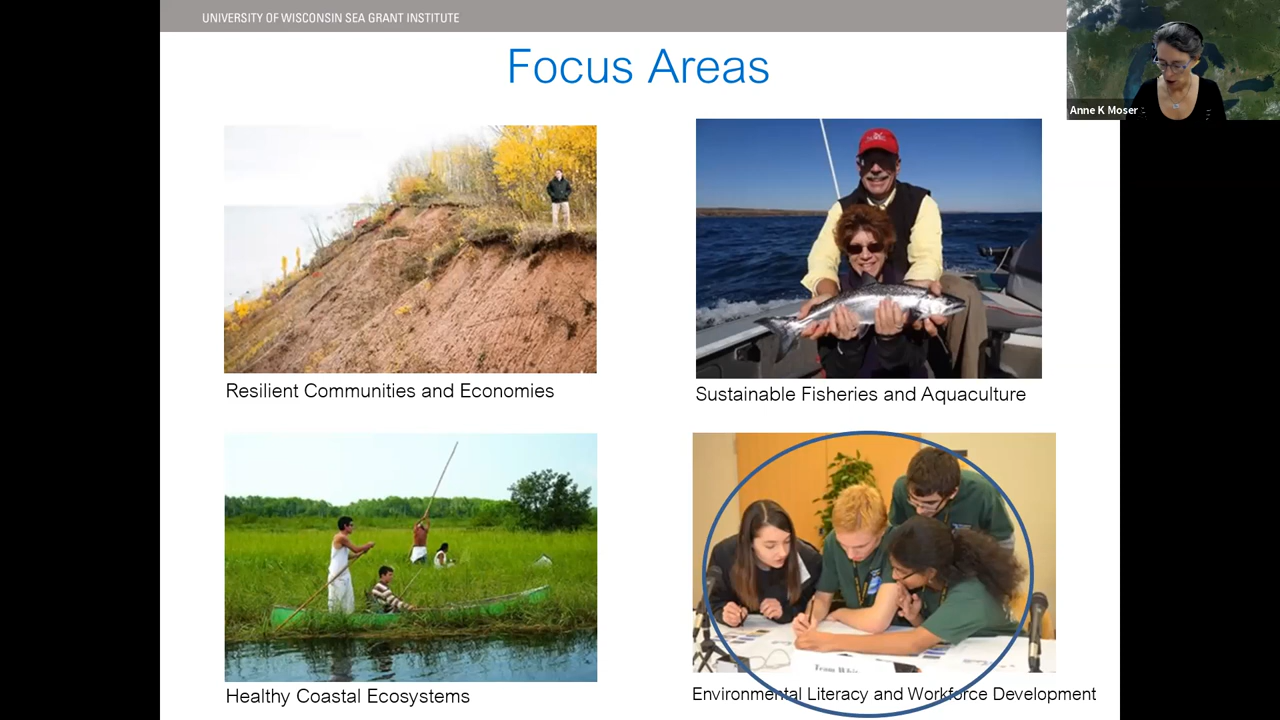 UNIVERSITY OF WISCONSIN SEA GRANT INSTITUTE
Focus Areas
Anne K Moser
Resilient Communities and Economies
Sustainable Fisheries and Aquaculture
Healthy Coastal Ecosystems
Environmental Literacy and Workforce Development